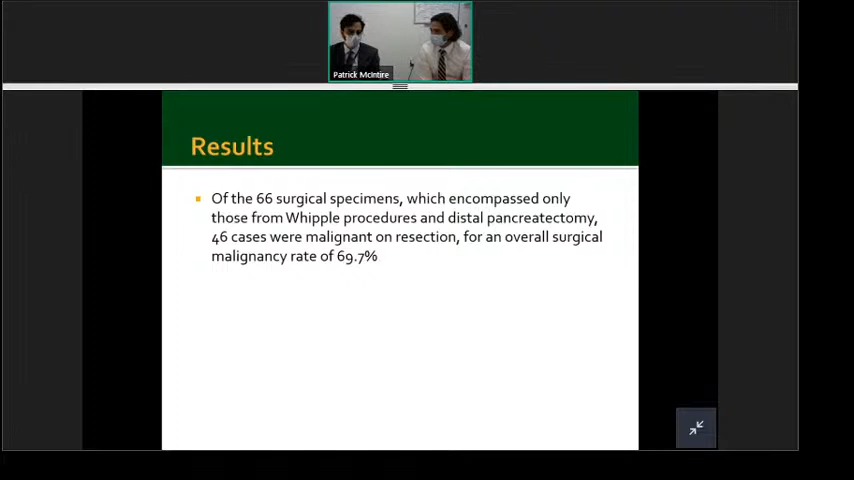 Patrick McIntire
Results
Of the 66 surgical specimens, which encompassed only
those from Whipple procedures and distal pancreatectomy,
46 cases were malignant on resection, for an overall surgical
malignancy rate of 69.7%